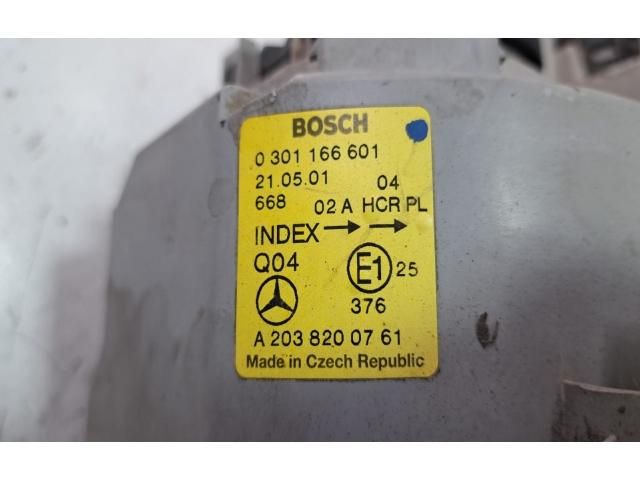 BOSCH
0 301 166 601
21.05.01 04
668 02 A HCR PL
INDEX
Q04 E1 25
376
A 203 820 07 61
Made in Czech Republic